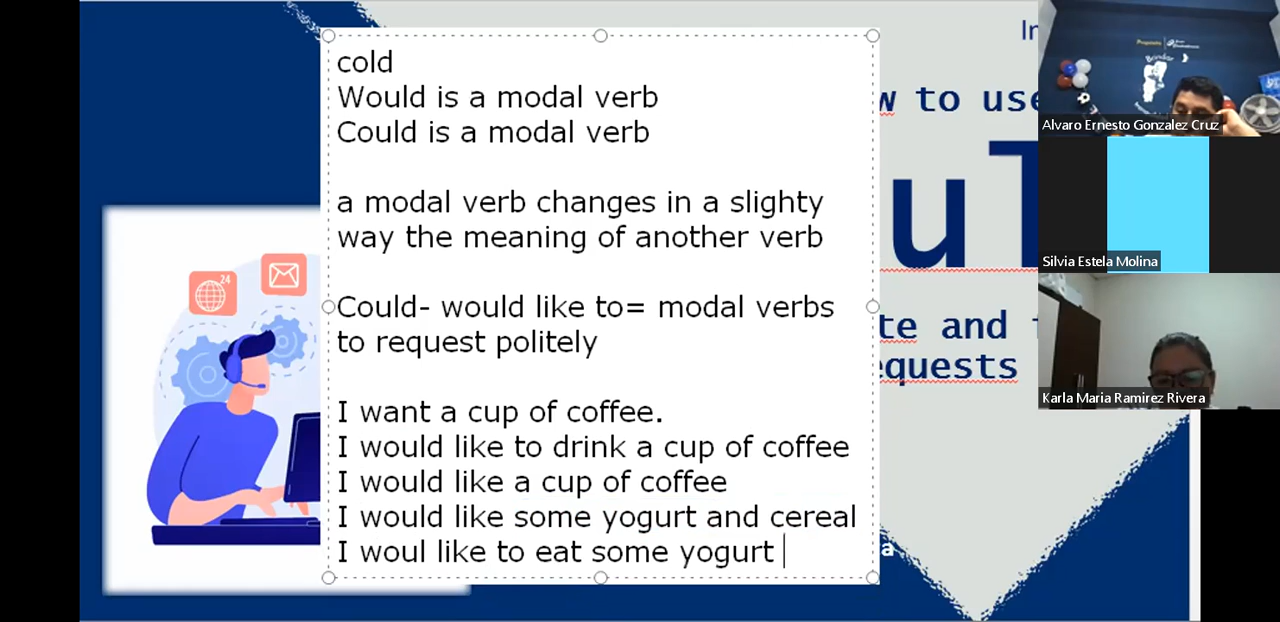 cold
Would is a modal verb
Could is a modal verb
a modal verb changes in a slighty
way the meaning of another verb
Could- would like to= modal verbs
to request politely
I want a cup of coffee.
I would like to drink a cup of coffee
I would like a cup of coffee
I would like some yogurt and cereal
I woul like to eat some yogurt
24
to use
and
Alvaro Ernesto Gonzalez Cruz
Silvia Estela Molina
Karla Maria Ramirez Rivera